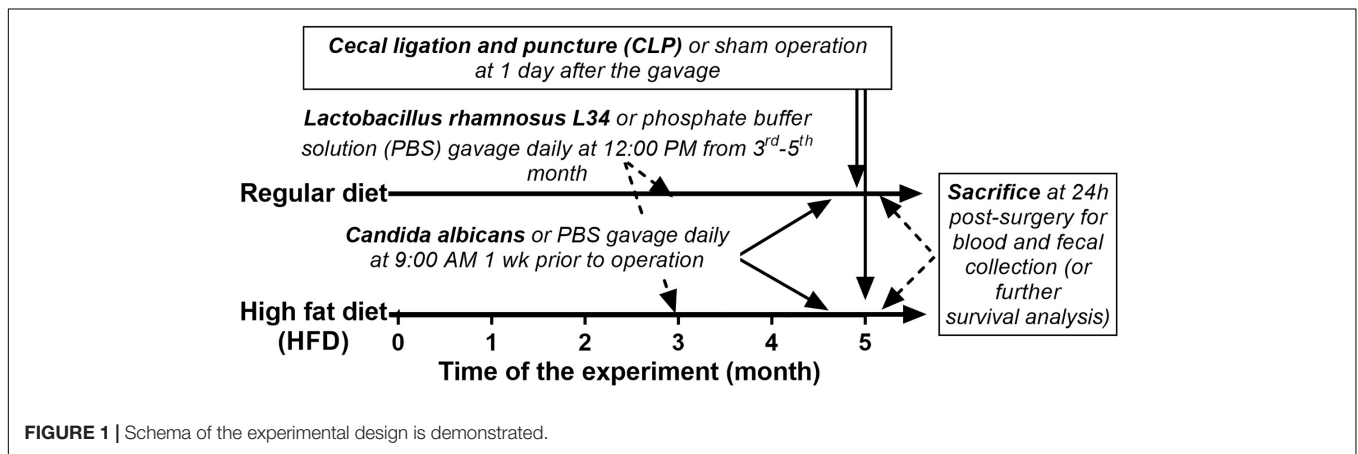 Cecal ligation and puncture (CLP) or sham operation
at 1 day after the gavage
Lactobacillus rhamnosus L34 or phosphate buffer
solution (PBS) gavage daily at 12:00 PM from 3rd-5th
month
Regular diet
Candida albicans or PBS gavage daily
at 9:00 AM 1 wk prior to operation
Sacrifice at 24h
post-surgery for
blood and fecal
collection (or
further
survival analysis)
High fat diet
(HFD)
0 1 2 3 4 5
Time of the experiment (month)
FIGURE 1 | Schema of the experimental design is demonstrated.